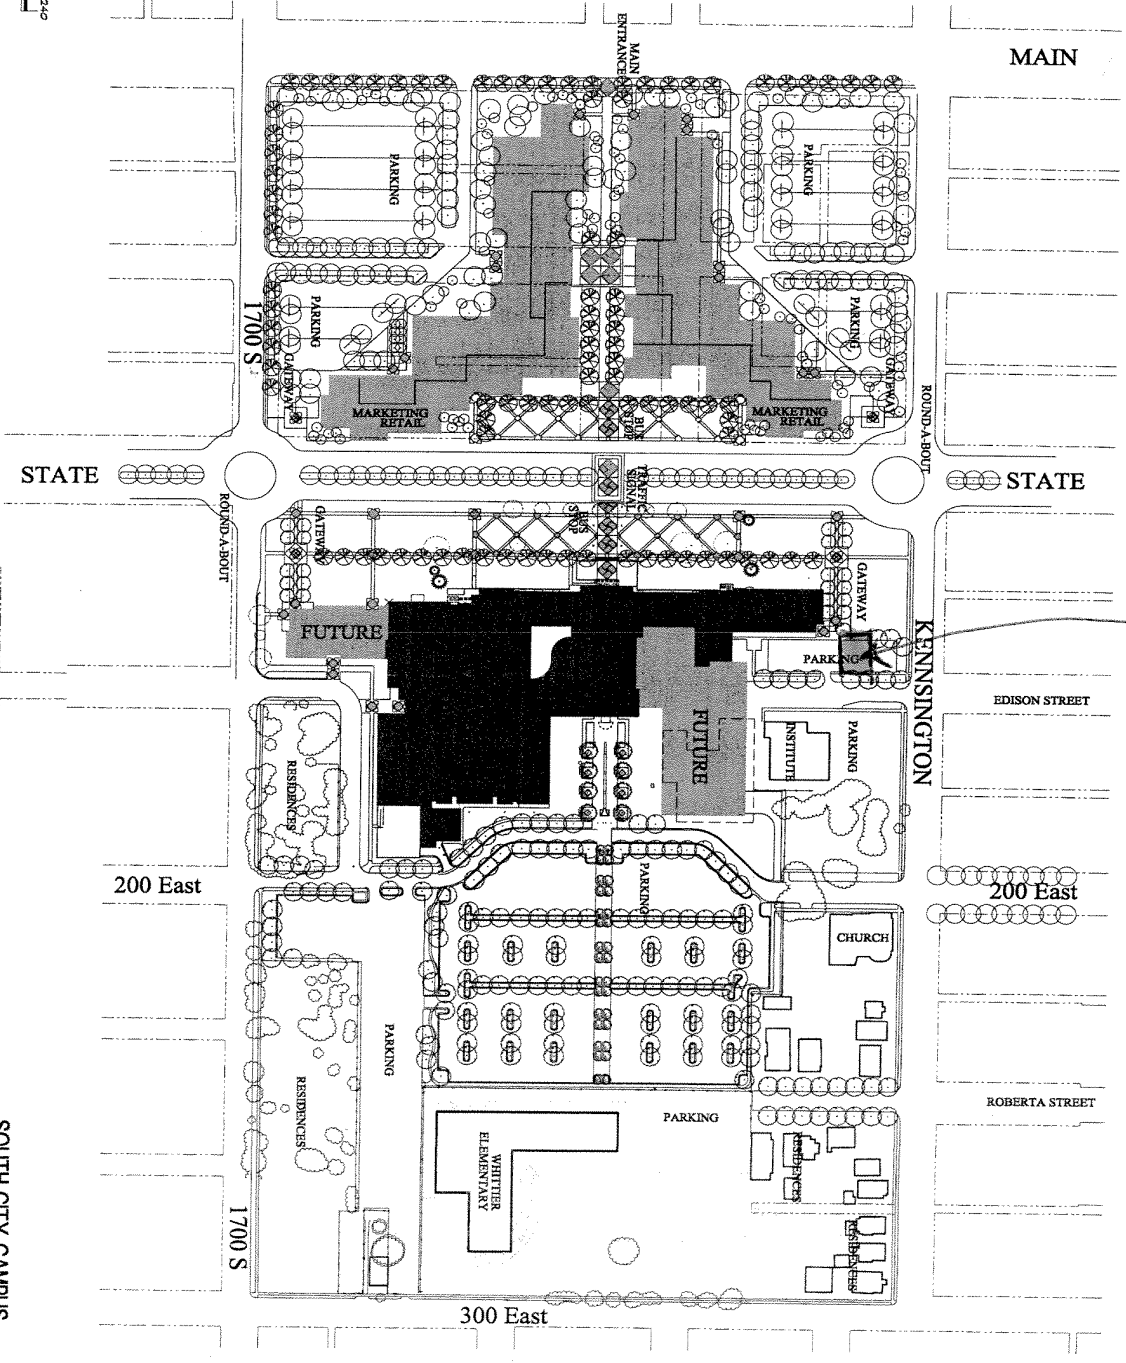 240
MAIN
ENTRANCE
MAIN
PARKING
PARKING
1700 S
PARKING
PARKING
GATEWAY
GATEWAY
MARKETING
RETAIL
BUS
STOP
MARKETING
RETAIL
ROUND-A-BOUT
STATE
TRAFFIC
SIGNAL
STATE
ROUND-A-BOUT
GATEWAY
BUS
STOP
GATEWAY
FUTURE
PARKING
KENNSINGTON
EDISON STREET
FUTURE
INSTITUTE
PARKING
RESIDENCES
200 East
PARKING
200 East
CHURCH
PARKING
RESIDENCES
PARKING
ROBERTA STREET
WHITTIER
ELEMENTARY
RESIDENCES
1700 S
RESIDENCES
300 East
SOUTH CITY CAMPUS